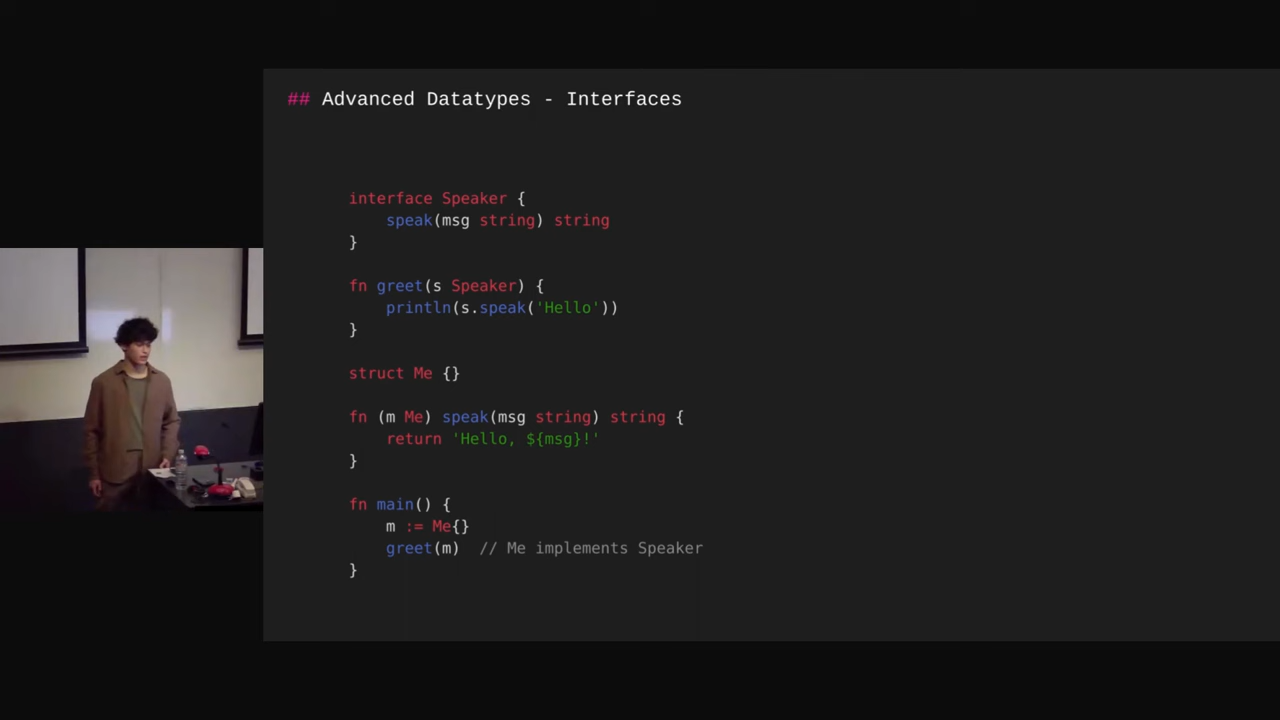 ## Advanced Datatypes - Interfaces
interface Speaker {
    speak(msg string) string
}
fn greet(s Speaker) {
    println(s.speak('Hello'))
}
struct Me {}
fn (m Me) speak(msg string) string {
    return 'Hello, ${msg}!'
}
fn main() {
    m := Me{}
    greet(m)  // Me implements Speaker
}